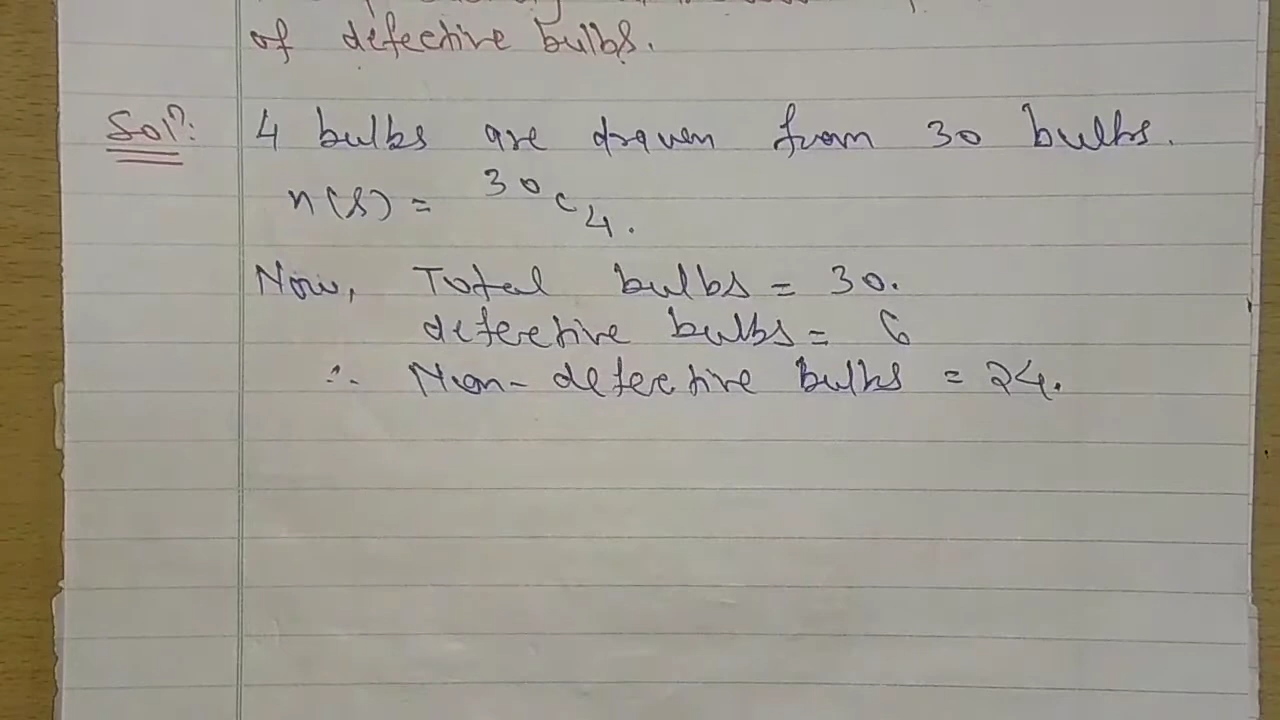 of defective bulbs.
Solⁿ: 4 bulbs are drawn from 30 bulbs.
n(S) = ³⁰C₄.
Now, Total bulbs = 30.
defective bulbs = 6
∴ Non-defective bulbs = 24.